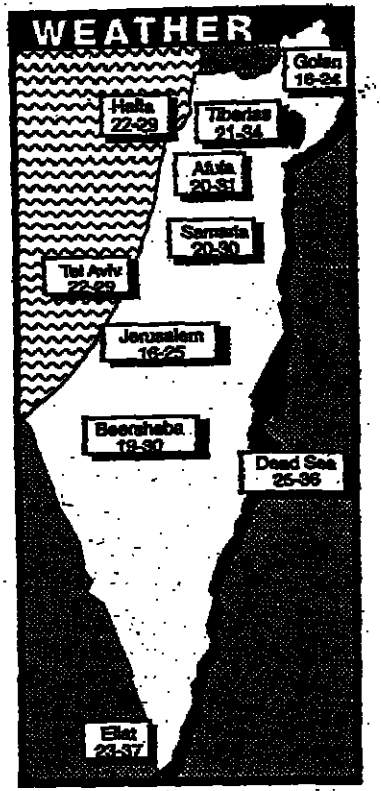 WEATHER
Golan
16-24
Haifa
22-29
Tiberias
21-34
Afula
20-31
Samaria
20-30
Tel Aviv
22-29
Jerusalem
16-25
Beersheba
19-30
Dead Sea
25-36
Eilat
23-37